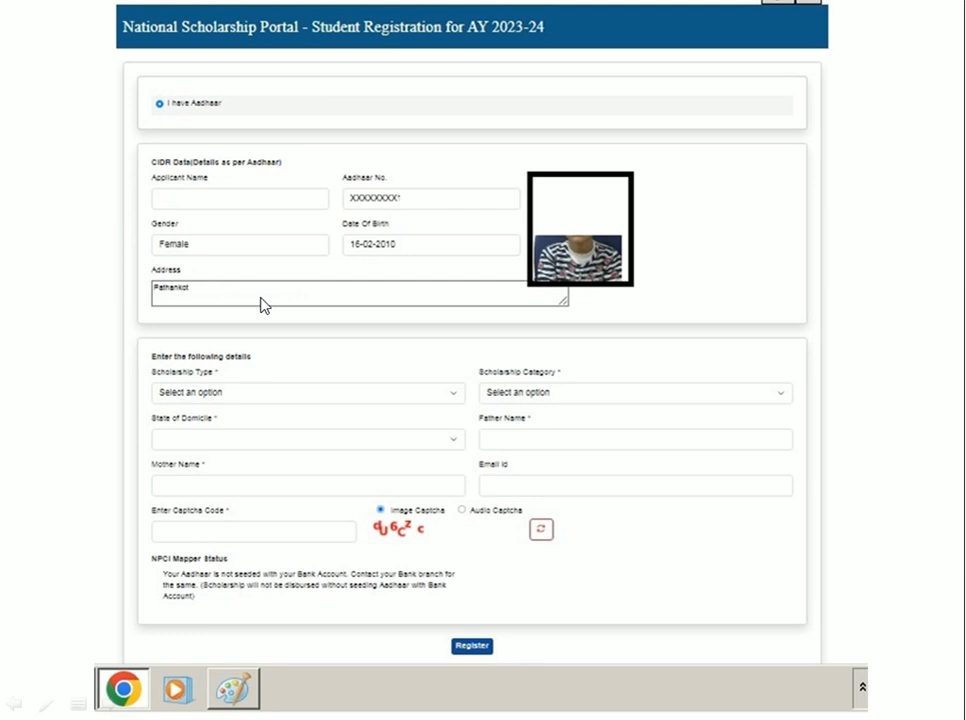 National Scholarship Portal - Student Registration for AY 2023-24
I have Aadhaar
CIDR Data(Details as per Aadhaar)
Applicant Name
Aadhaar No.
XXXXXXXX
Gender
Date Of Birth
Female
16-02-2010
Address
Pathankot
Enter the following details
Scholarship Type *
Scholarship Category *
Select an option
Select an option
State of Domicile *
Father Name *
Mother Name *
Email Id
Enter Captcha Code *
Image Captcha
Audio Captcha
NPCI Mapper Status
Your Aadhaar is not seeded with your Bank Account. Contact your Bank branch for
the same. (Scholarship will not be disbursed without seeding Aadhaar with Bank
Account)
Register